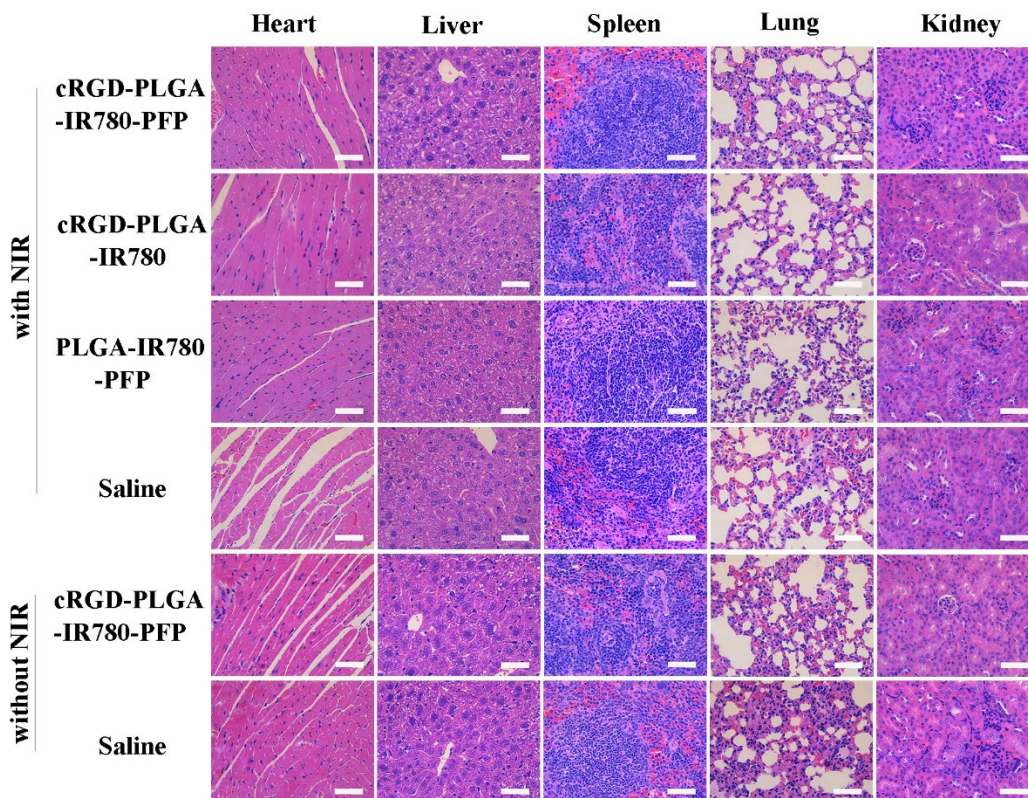 Heart Liver Spleen Lung Kidney
with NIR
cRGD-PLGA
-IR780-PFP
cRGD-PLGA
-IR780
PLGA-IR780
-PFP
Saline
without NIR
cRGD-PLGA
-IR780-PFP
Saline